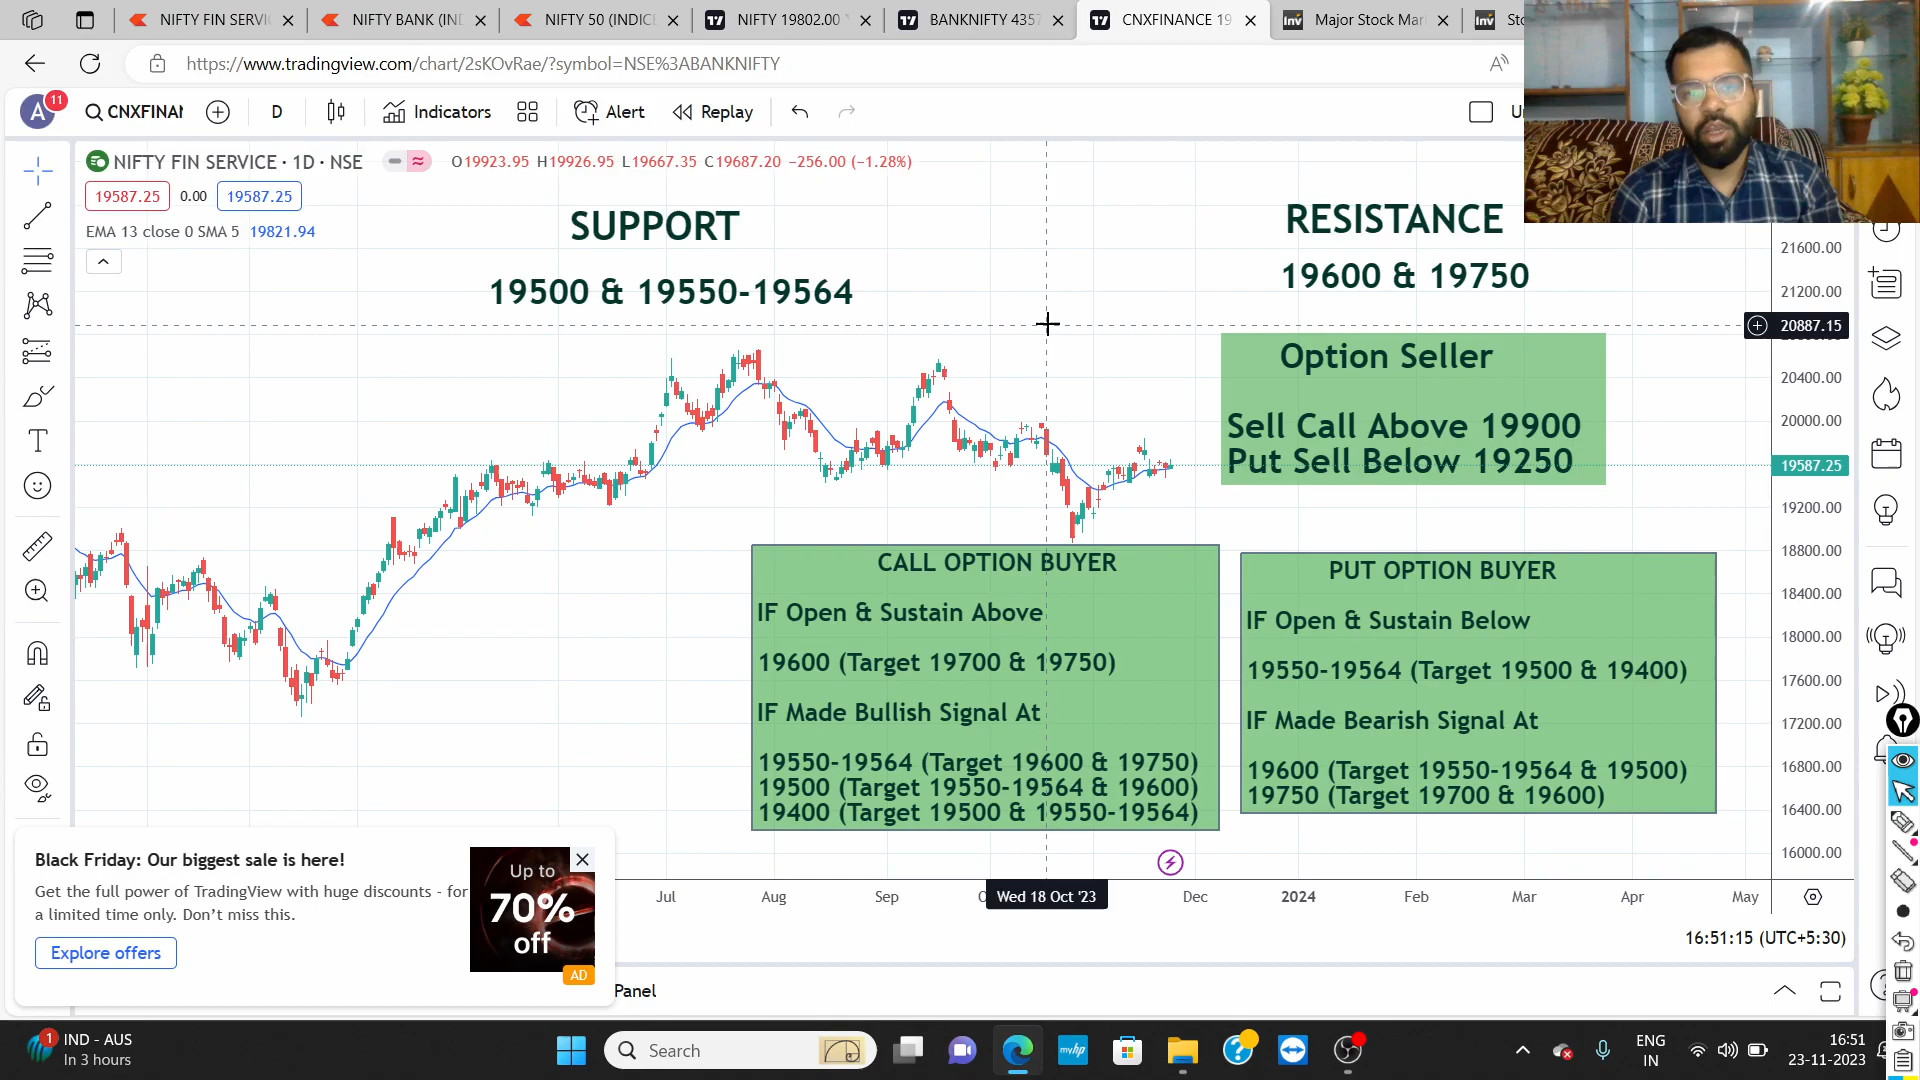 NIFTY FIN SERVIC
NIFTY BANK (IND
NIFTY 50 (INDICE
NIFTY 19802.00
BANKNIFTY 4357
CNXFINANCE 19
Major Stock Mar
Sto
https://www.tradingview.com/chart/2sKOvRae/?symbol=NSE%3ABANKNIFTY
A 11
CNXFINAN
D
Indicators
Alert
Replay
NIFTY FIN SERVICE · 1D · NSE
O19923.95 H19926.95 L19667.35 C19687.20 −256.00 (−1.28%)
19587.25 0.00 19587.25
EMA 13 close 0 SMA 5 19821.94
SUPPORT
19500 & 19550-19564
RESISTANCE
19600 & 19750
Option Seller
Sell Call Above 19900
Put Sell Below 19250
CALL OPTION BUYER
IF Open & Sustain Above
19600 (Target 19700 & 19750)
IF Made Bullish Signal At
19550-19564 (Target 19600 & 19750)
19500 (Target 19550-19564 & 19600)
19400 (Target 19500 & 19550-19564)
PUT OPTION BUYER
IF Open & Sustain Below
19550-19564 (Target 19500 & 19400)
IF Made Bearish Signal At
19600 (Target 19550-19564 & 19500)
19750 (Target 19700 & 19600)
21600.00
21200.00
20887.15
20400.00
20000.00
19587.25
19200.00
18800.00
18400.00
18000.00
17600.00
17200.00
16800.00
16400.00
16000.00
Jul
Aug
Sep
Wed 18 Oct '23
Dec
2024
Feb
Mar
Apr
May
16:51:15 (UTC+5:30)
Black Friday: Our biggest sale is here!
Get the full power of TradingView with huge discounts - for
a limited time only. Don't miss this.
Explore offers
Up to
70%
off
AD
Panel
1
IND - AUS
In 3 hours
Search
myhp
ENG
IN
16:51
23-11-2023